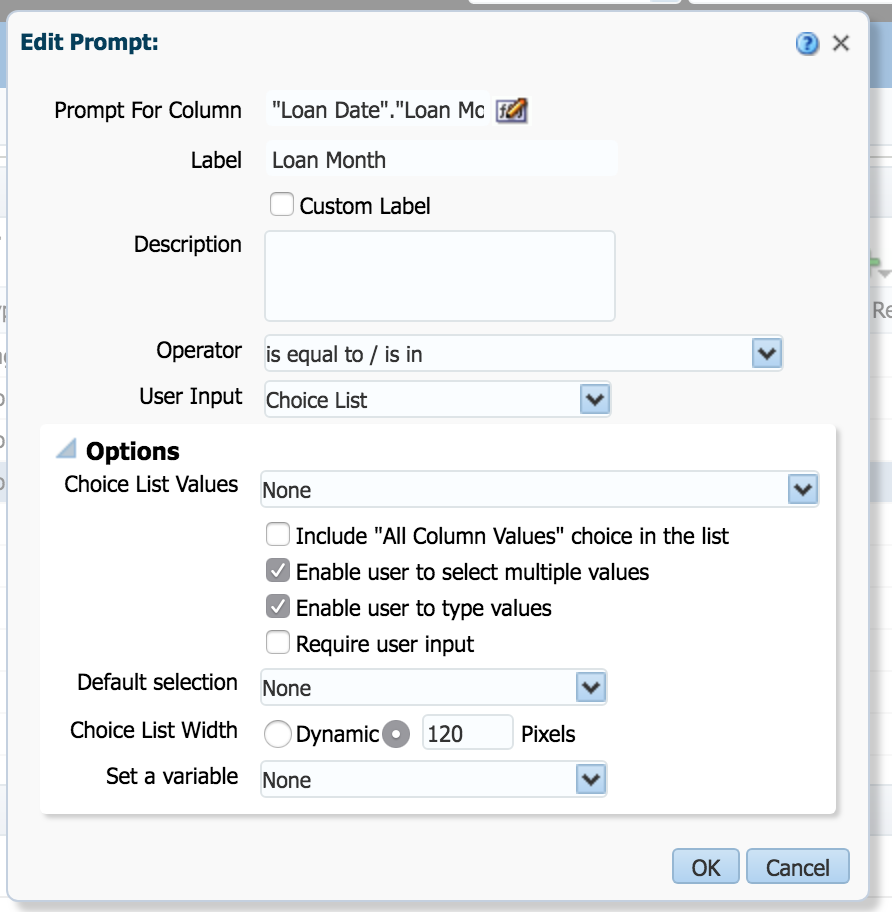 Edit Prompt:
Prompt For Column "Loan Date"."Loan Mo
Label Loan Month
Custom Label
Description
Operator is equal to / is in
User Input Choice List
Options
Choice List Values None
Include "All Column Values" choice in the list
Enable user to select multiple values
Enable user to type values
Require user input
Default selection None
Choice List Width Dynamic 120 Pixels
Set a variable None
OK Cancel
Re